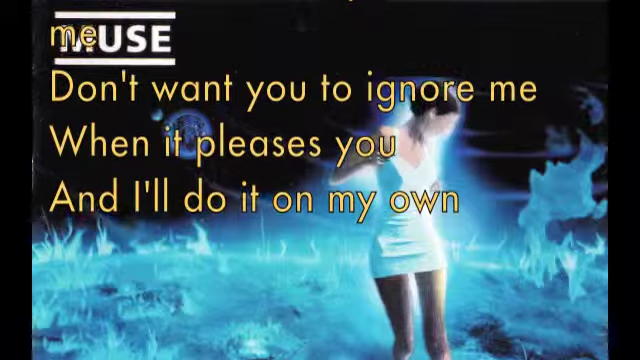 MUSE
me
Don't want you to ignore me
When it pleases you
And I'll do it on my own